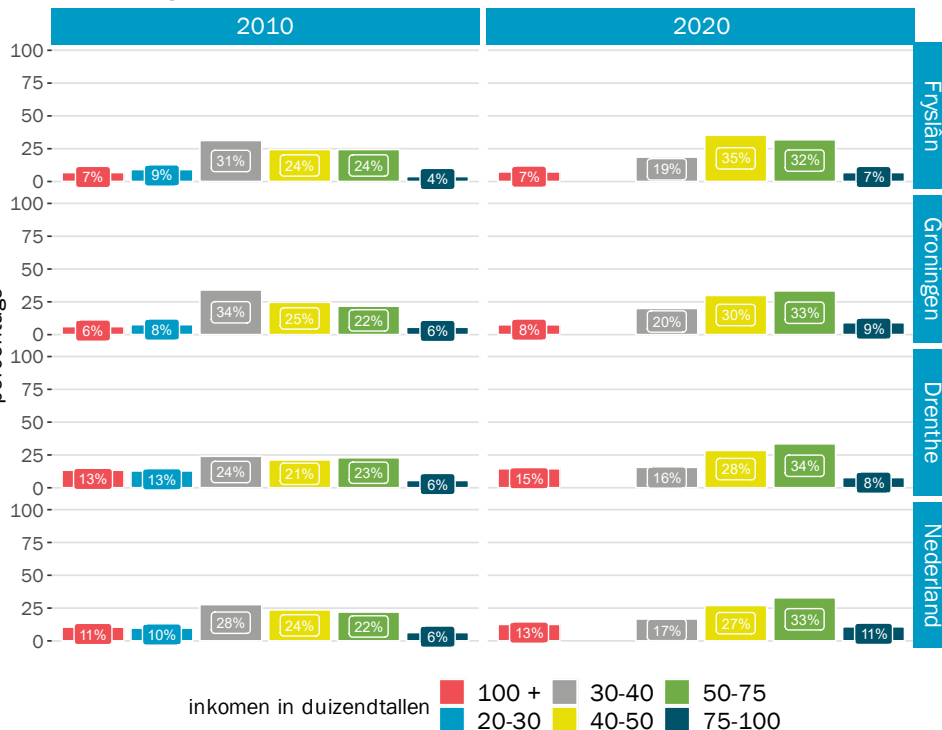 2010 2020
100
75
50
25
0
7% 9% 31% 24% 24% 4%
7% 19% 35% 32% 7%
Fryslân
100
75
50
25
0
6% 8% 34% 25% 22% 6%
8% 20% 30% 33% 9%
Groningen
100
75
50
25
0
13% 13% 24% 21% 23% 6%
15% 16% 28% 34% 8%
Drenthe
100
75
50
25
0
11% 10% 28% 24% 22% 6%
13% 17% 27% 33% 11%
Nederland
inkomen in duizendtallen
100 + 30-40 50-75
20-30 40-50 75-100